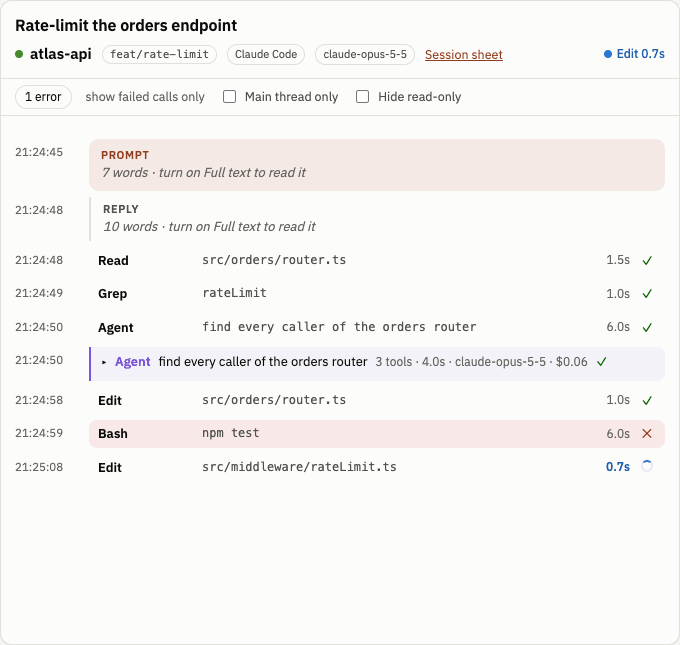 Rate-limit the orders endpoint
atlas-api feat/rate-limit Claude Code claude-opus-5-5 Session sheet Edit 0.7s
1 error show failed calls only Main thread only Hide read-only
21:24:45 PROMPT
7 words · turn on Full text to read it
21:24:48 REPLY
10 words · turn on Full text to read it
21:24:48 Read src/orders/router.ts 1.5s
21:24:49 Grep rateLimit 1.0s
21:24:50 Agent find every caller of the orders router 6.0s
21:24:50 Agent find every caller of the orders router 3 tools · 4.0s · claude-opus-5-5 · $0.06
21:24:58 Edit src/orders/router.ts 1.0s
21:24:59 Bash npm test 6.0s
21:25:08 Edit src/middleware/rateLimit.ts 0.7s